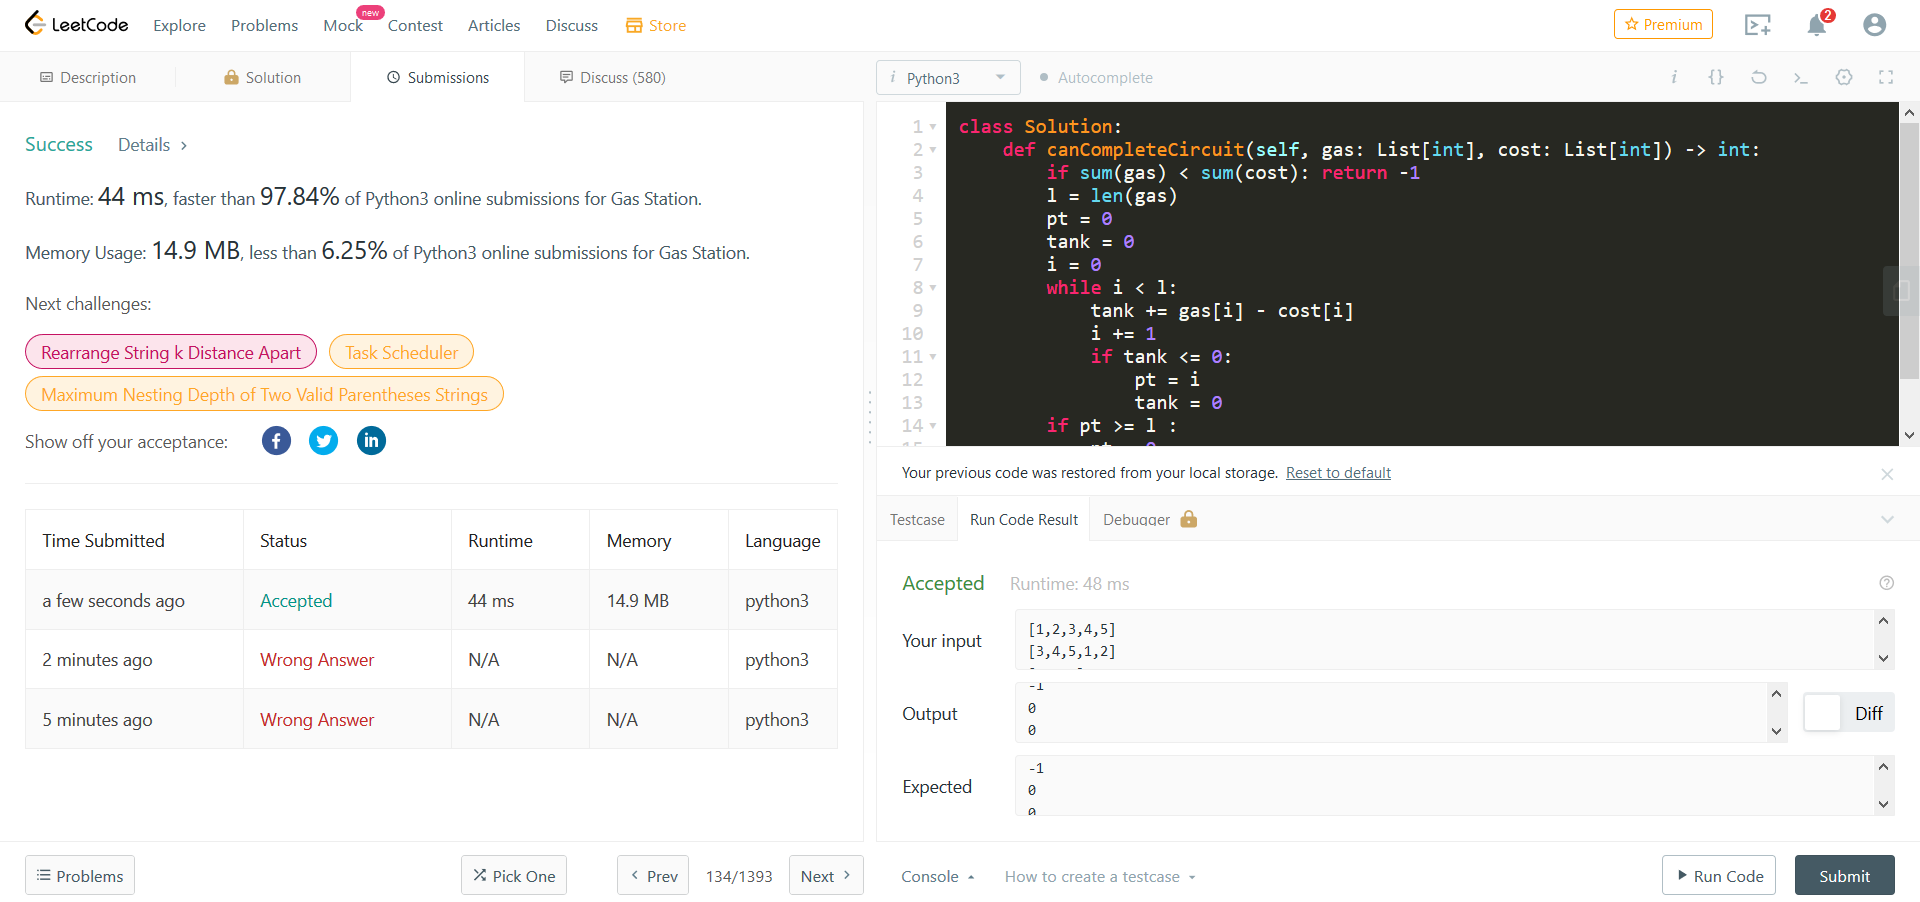 LeetCode Explore Problems Mock new Contest Articles Discuss Store Premium 2
Description Solution Submissions Discuss (580)
Success Details >
Runtime: 44 ms, faster than 97.84% of Python3 online submissions for Gas Station.
Memory Usage: 14.9 MB, less than 6.25% of Python3 online submissions for Gas Station.
Next challenges:
Rearrange String k Distance Apart Task Scheduler
Maximum Nesting Depth of Two Valid Parentheses Strings
Show off your acceptance:
Time Submitted Status Runtime Memory Language
a few seconds ago Accepted 44 ms 14.9 MB python3
2 minutes ago Wrong Answer N/A N/A python3
5 minutes ago Wrong Answer N/A N/A python3
Problems Pick One < Prev 134/1393 Next >
i Python3 Autocomplete i {} >_
1 class Solution:
2 def canCompleteCircuit(self, gas: List[int], cost: List[int]) -> int:
3 if sum(gas) < sum(cost): return -1
4 l = len(gas)
5 pt = 0
6 tank = 0
7 i = 0
8 while i < l:
9 tank += gas[i] - cost[i]
10 i += 1
11 if tank <= 0:
12 pt = i
13 tank = 0
14 if pt >= l :
Your previous code was restored from your local storage. Reset to default
Testcase Run Code Result Debugger
Accepted Runtime: 48 ms
Your input
[1,2,3,4,5]
[3,4,5,1,2]
Output
-1
0
0
Diff
Expected
-1
0
0
Console How to create a testcase Run Code Submit